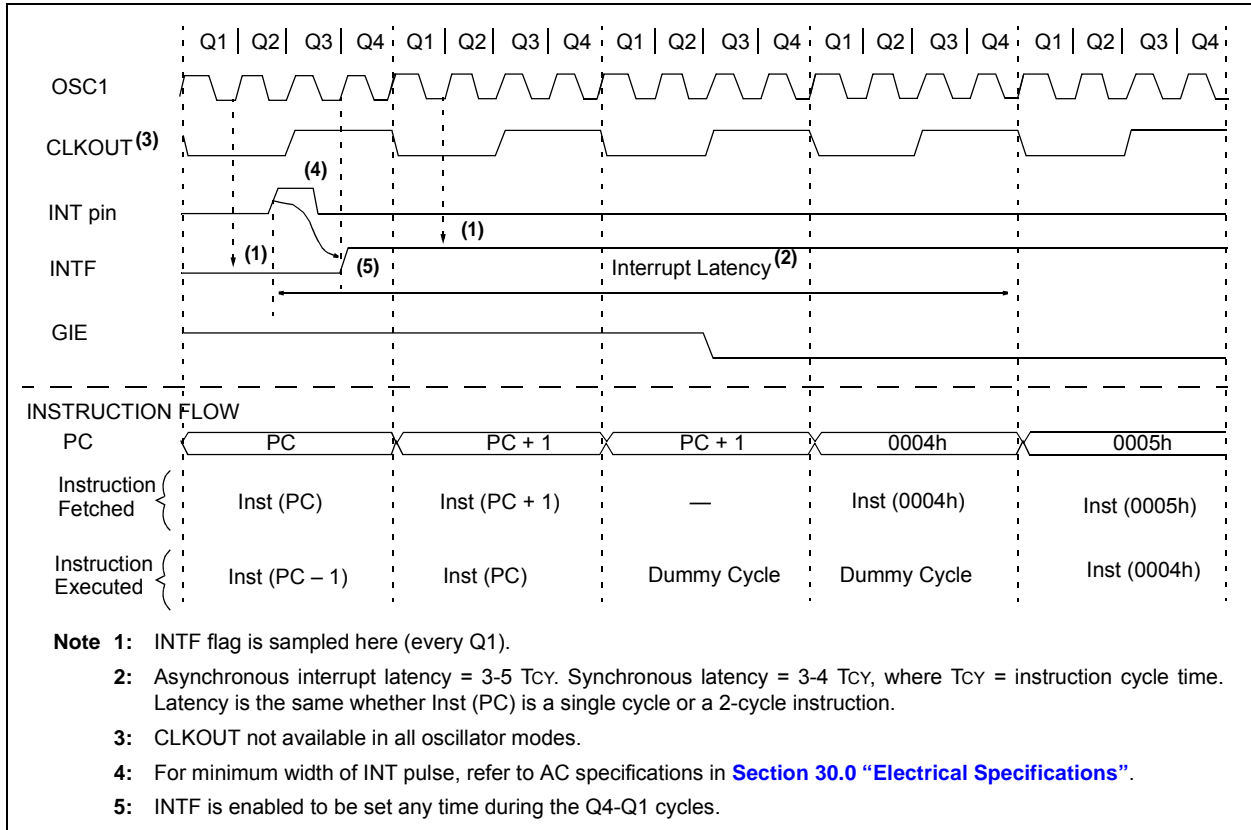 Q1 Q2 Q3 Q4 Q1 Q2 Q3 Q4 Q1 Q2 Q3 Q4 Q1 Q2 Q3 Q4 Q1 Q2 Q3 Q4
OSC1
CLKOUT (3)
(4)
INT pin
(1)
(1)
INTF
(5)
Interrupt Latency (2)
GIE
INSTRUCTION FLOW
PC PC PC + 1 PC + 1 0004h 0005h
Instruction
Fetched
Inst (PC) Inst (PC + 1) — Inst (0004h) Inst (0005h)
Instruction
Executed
Inst (PC – 1) Inst (PC) Dummy Cycle Dummy Cycle Inst (0004h)
Note 1: INTF flag is sampled here (every Q1).
2: Asynchronous interrupt latency = 3-5 TCY. Synchronous latency = 3-4 TCY, where TCY = instruction cycle time.
Latency is the same whether Inst (PC) is a single cycle or a 2-cycle instruction.
3: CLKOUT not available in all oscillator modes.
4: For minimum width of INT pulse, refer to AC specifications in Section 30.0 “Electrical Specifications”.
5: INTF is enabled to be set any time during the Q4-Q1 cycles.